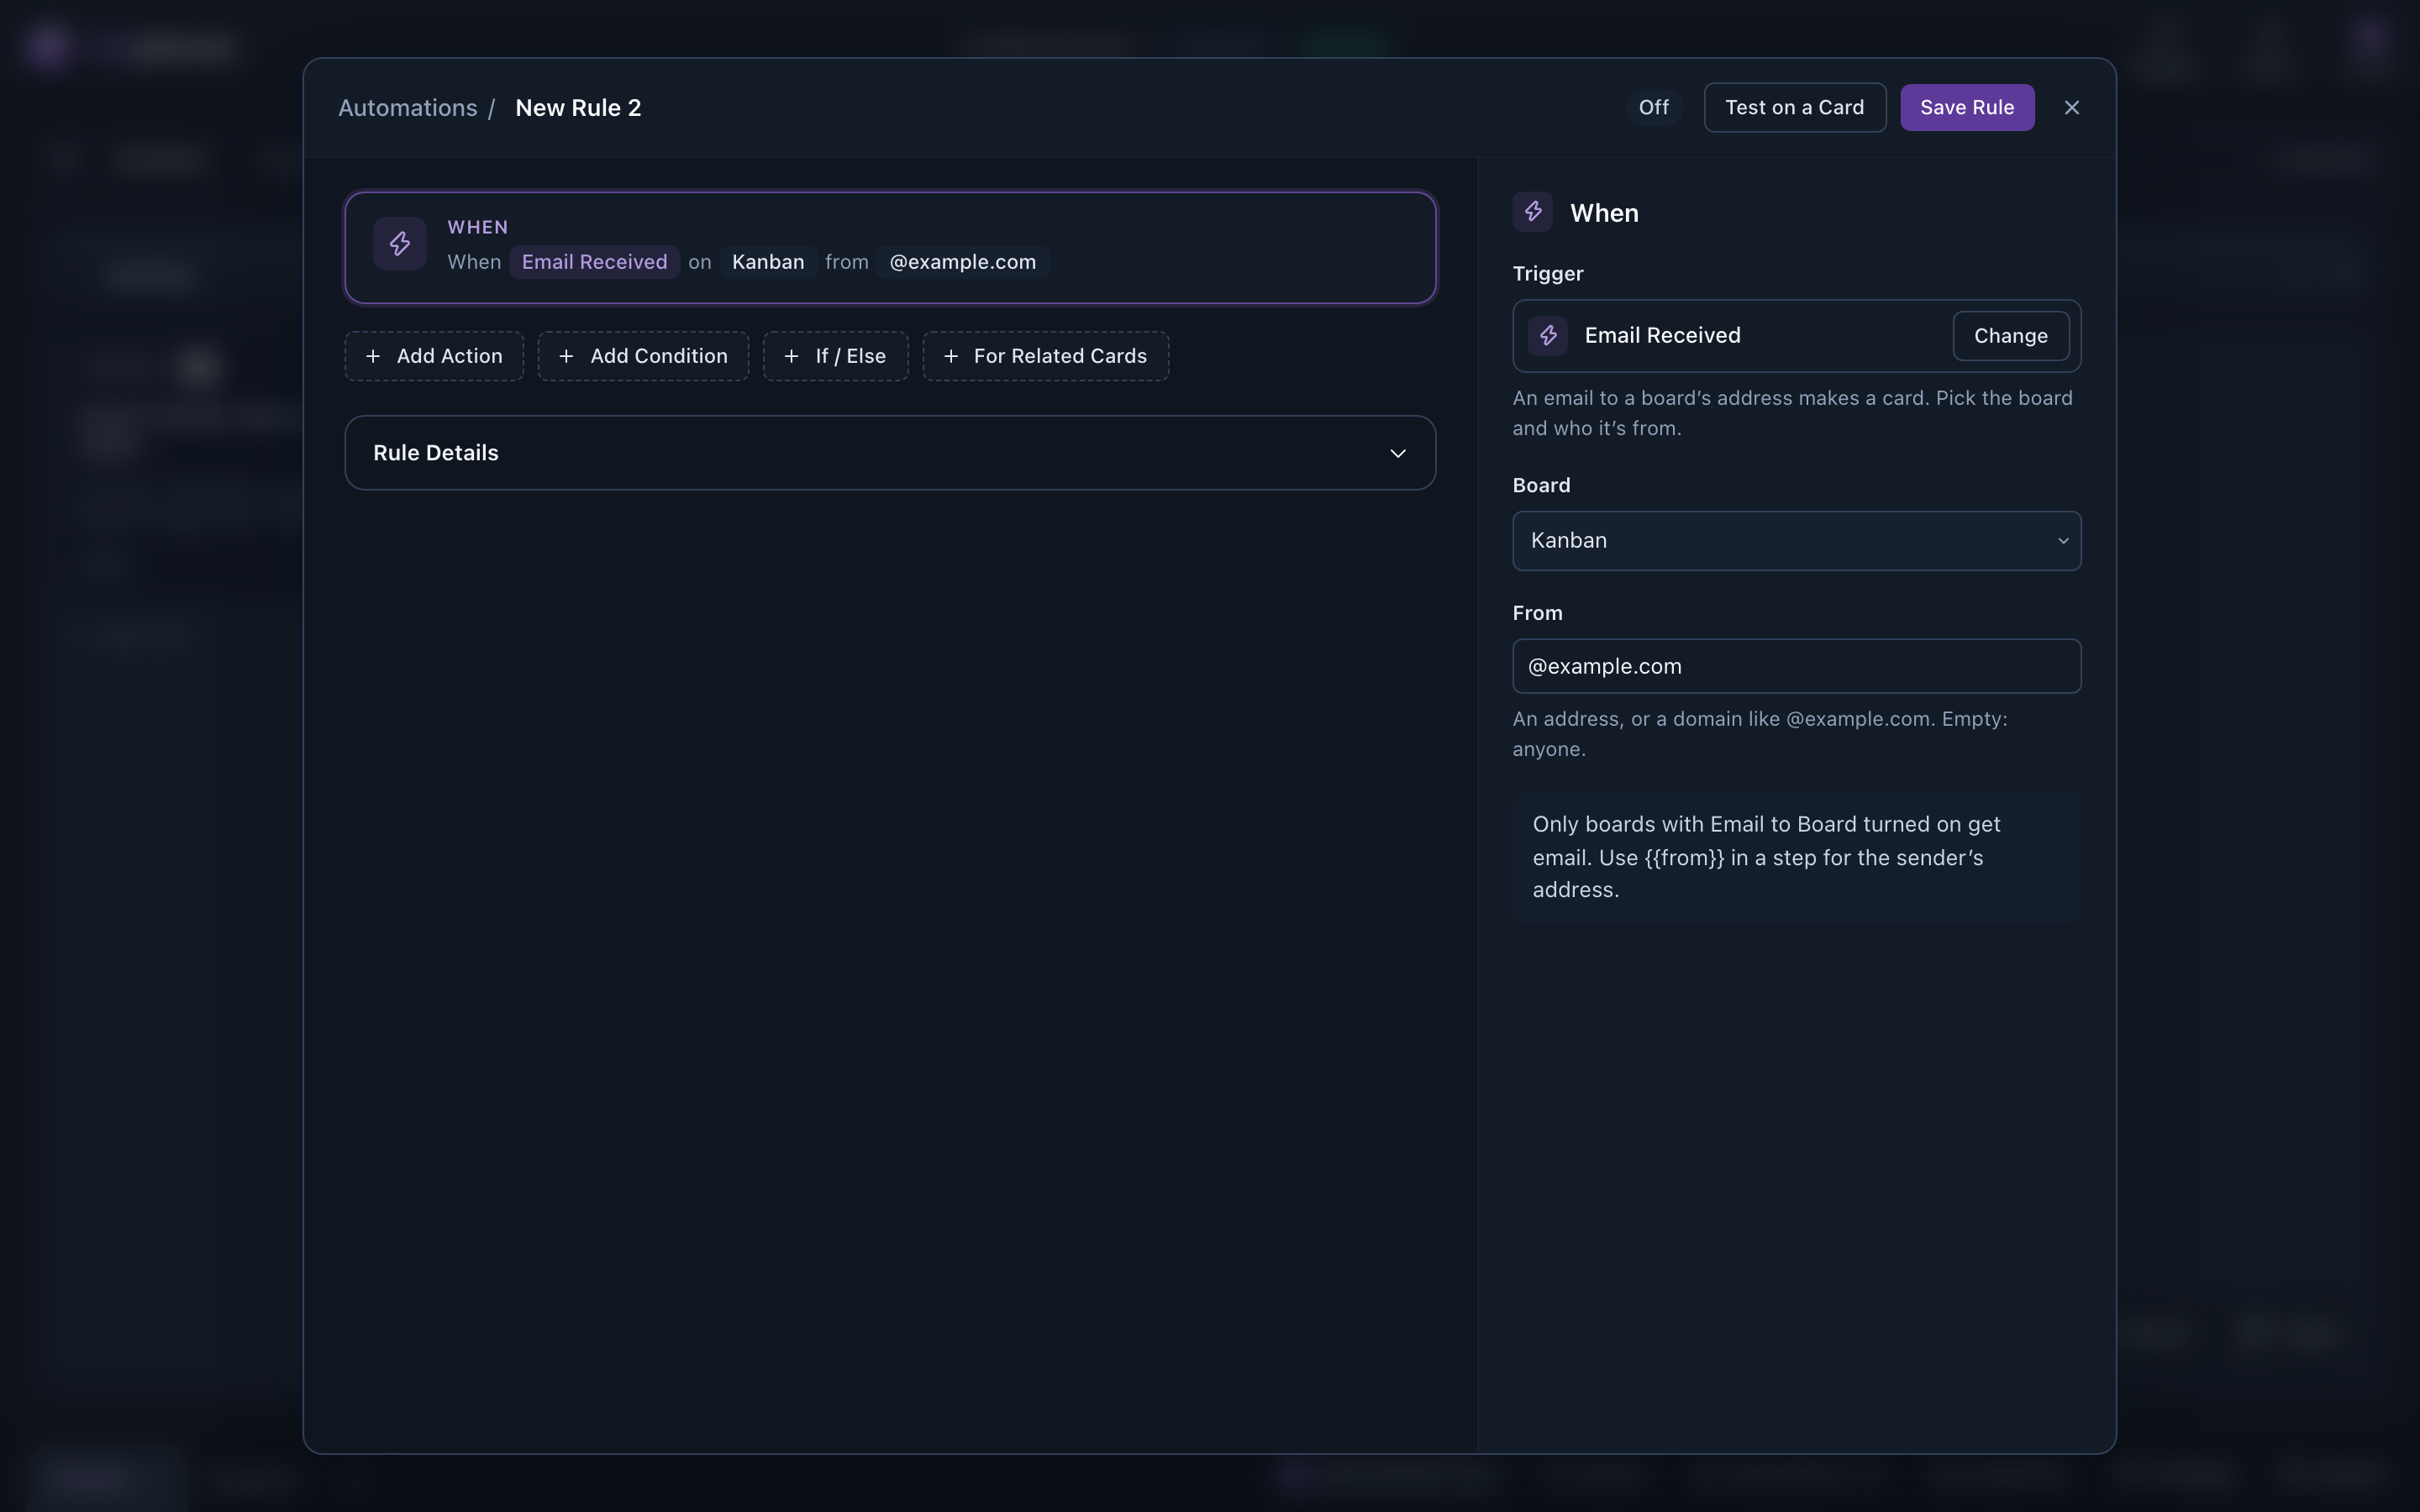 Automations / New Rule 2
Off
Test on a Card
Save Rule
WHEN
When Email Received on Kanban from @example.com
Add Action
Add Condition
If / Else
For Related Cards
Rule Details
When
Trigger
Email Received
Change
An email to a board’s address makes a card. Pick the board
and who it’s from.
Board
Kanban
From
@example.com
An address, or a domain like @example.com. Empty:
anyone.
Only boards with Email to Board turned on get
email. Use {{from}} in a step for the sender’s
address.